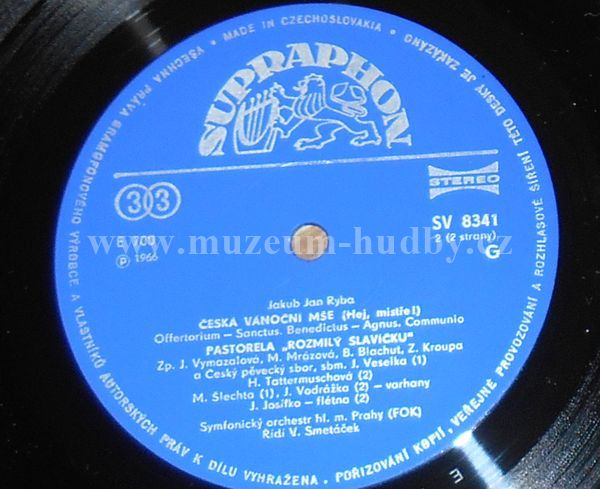 VŠECHNA PRÁVA GRAMOFONOVÉHO VÝROBCE A VLASTNÍKŮ AUTORSKÝCH PRÁV K DÍLU VYHRAŽENA. POŘIZOVÁNÍ KOPIÍ, VEŘEJNÉ PROVOZOVÁNÍ A ROZHLASOVÉ ŠÍŘENÍ TÉTO DESKY JE ZAKÁZÁNO
MADE IN CZECHOSLOVAKIA
SUPRAPHON
33
STEREO
SV 8341
2 (2 strany)
G
E 700
Ⓟ 1966
www.muzeum-hudby.cz
Jakub Jan Ryba
ČESKÁ VÁNOČNÍ MŠE (Hej, mistře!)
Offertorium – Sanctus. Benedictus – Agnus. Communio
PASTORELA „ROZMILÝ SLAVÍČKU"
Zp. J. Vymazalová, M. Mrázová, B. Blachut, Z. Kroupa
a Český pěvecký sbor, sbm. J. Veselka (1)
H. Tattermuschová (2)
M. Šlechta (1), J. Vodrážka (2) – varhany
J. Josífko – flétna (2)
Symfonický orchestr hl. m. Prahy (FOK)
Řídí V. Smetáček
E